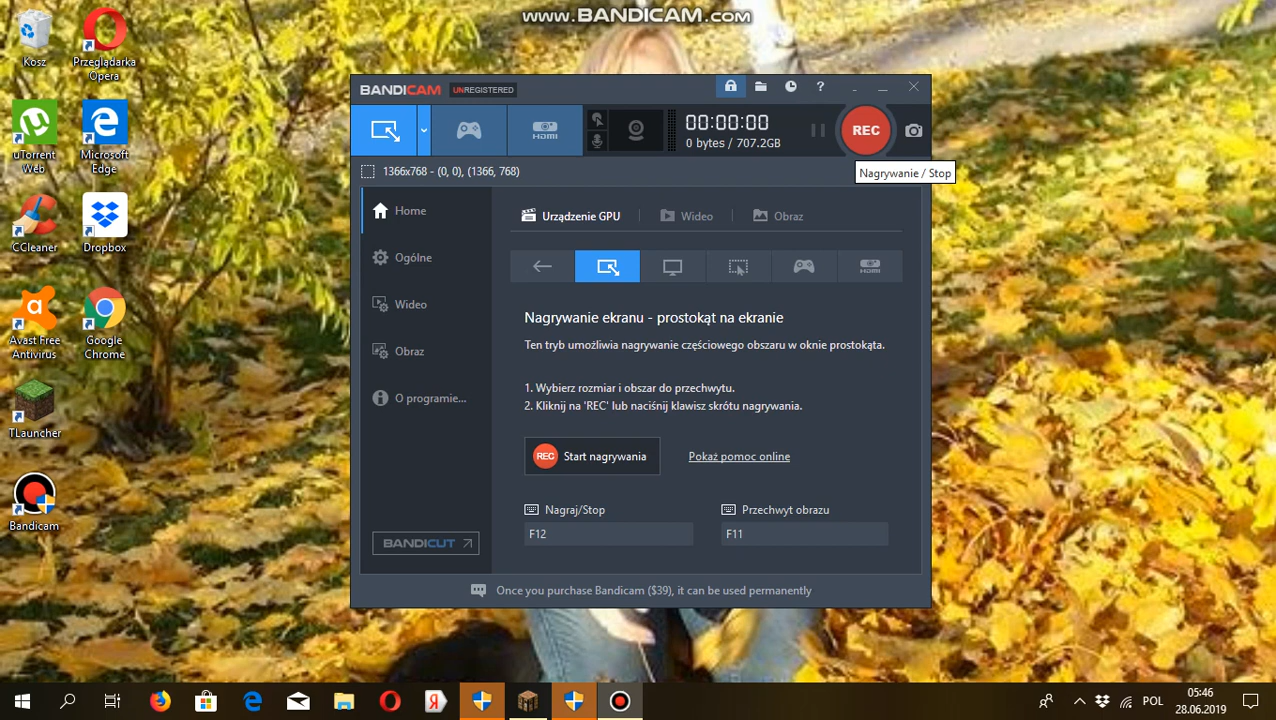 www.BANDICAM.com
Kosz
Przeglądarka
Opera
uTorrent
Web
Microsoft
Edge
CCleaner
Dropbox
Avast Free
Antivirus
Google
Chrome
TLauncher
Bandicam
BANDICAM UNREGISTERED
?
HDMI
00:00:00
0 bytes / 707.2GB
REC
1366x768 - (0, 0), (1366, 768)
Nagrywanie / Stop
Home
Ogólne
Wideo
Obraz
O programie...
BANDICUT
Urządzenie GPU
Wideo
Obraz
HDMI
Nagrywanie ekranu - prostokąt na ekranie
Ten tryb umożliwia nagrywanie częściowego obszaru w oknie prostokąta.
1. Wybierz rozmiar i obszar do przechwytu.
2. Kliknij na 'REC' lub naciśnij klawisz skrótu nagrywania.
REC Start nagrywania
Pokaż pomoc online
Nagraj/Stop
Przechwyt obrazu
F12
F11
Once you purchase Bandicam ($39), it can be used permanently
POL
05:46
28.06.2019